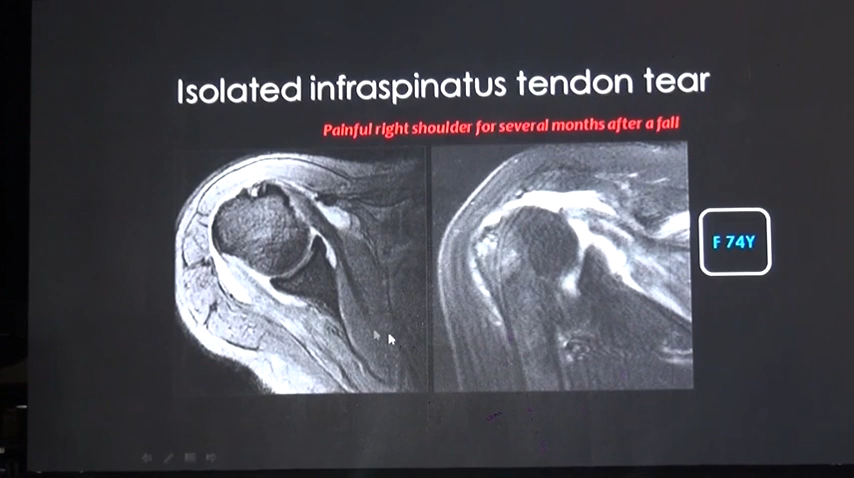 Isolated infraspinatus tendon tear
Painful right shoulder for several months after a fall
F 74Y